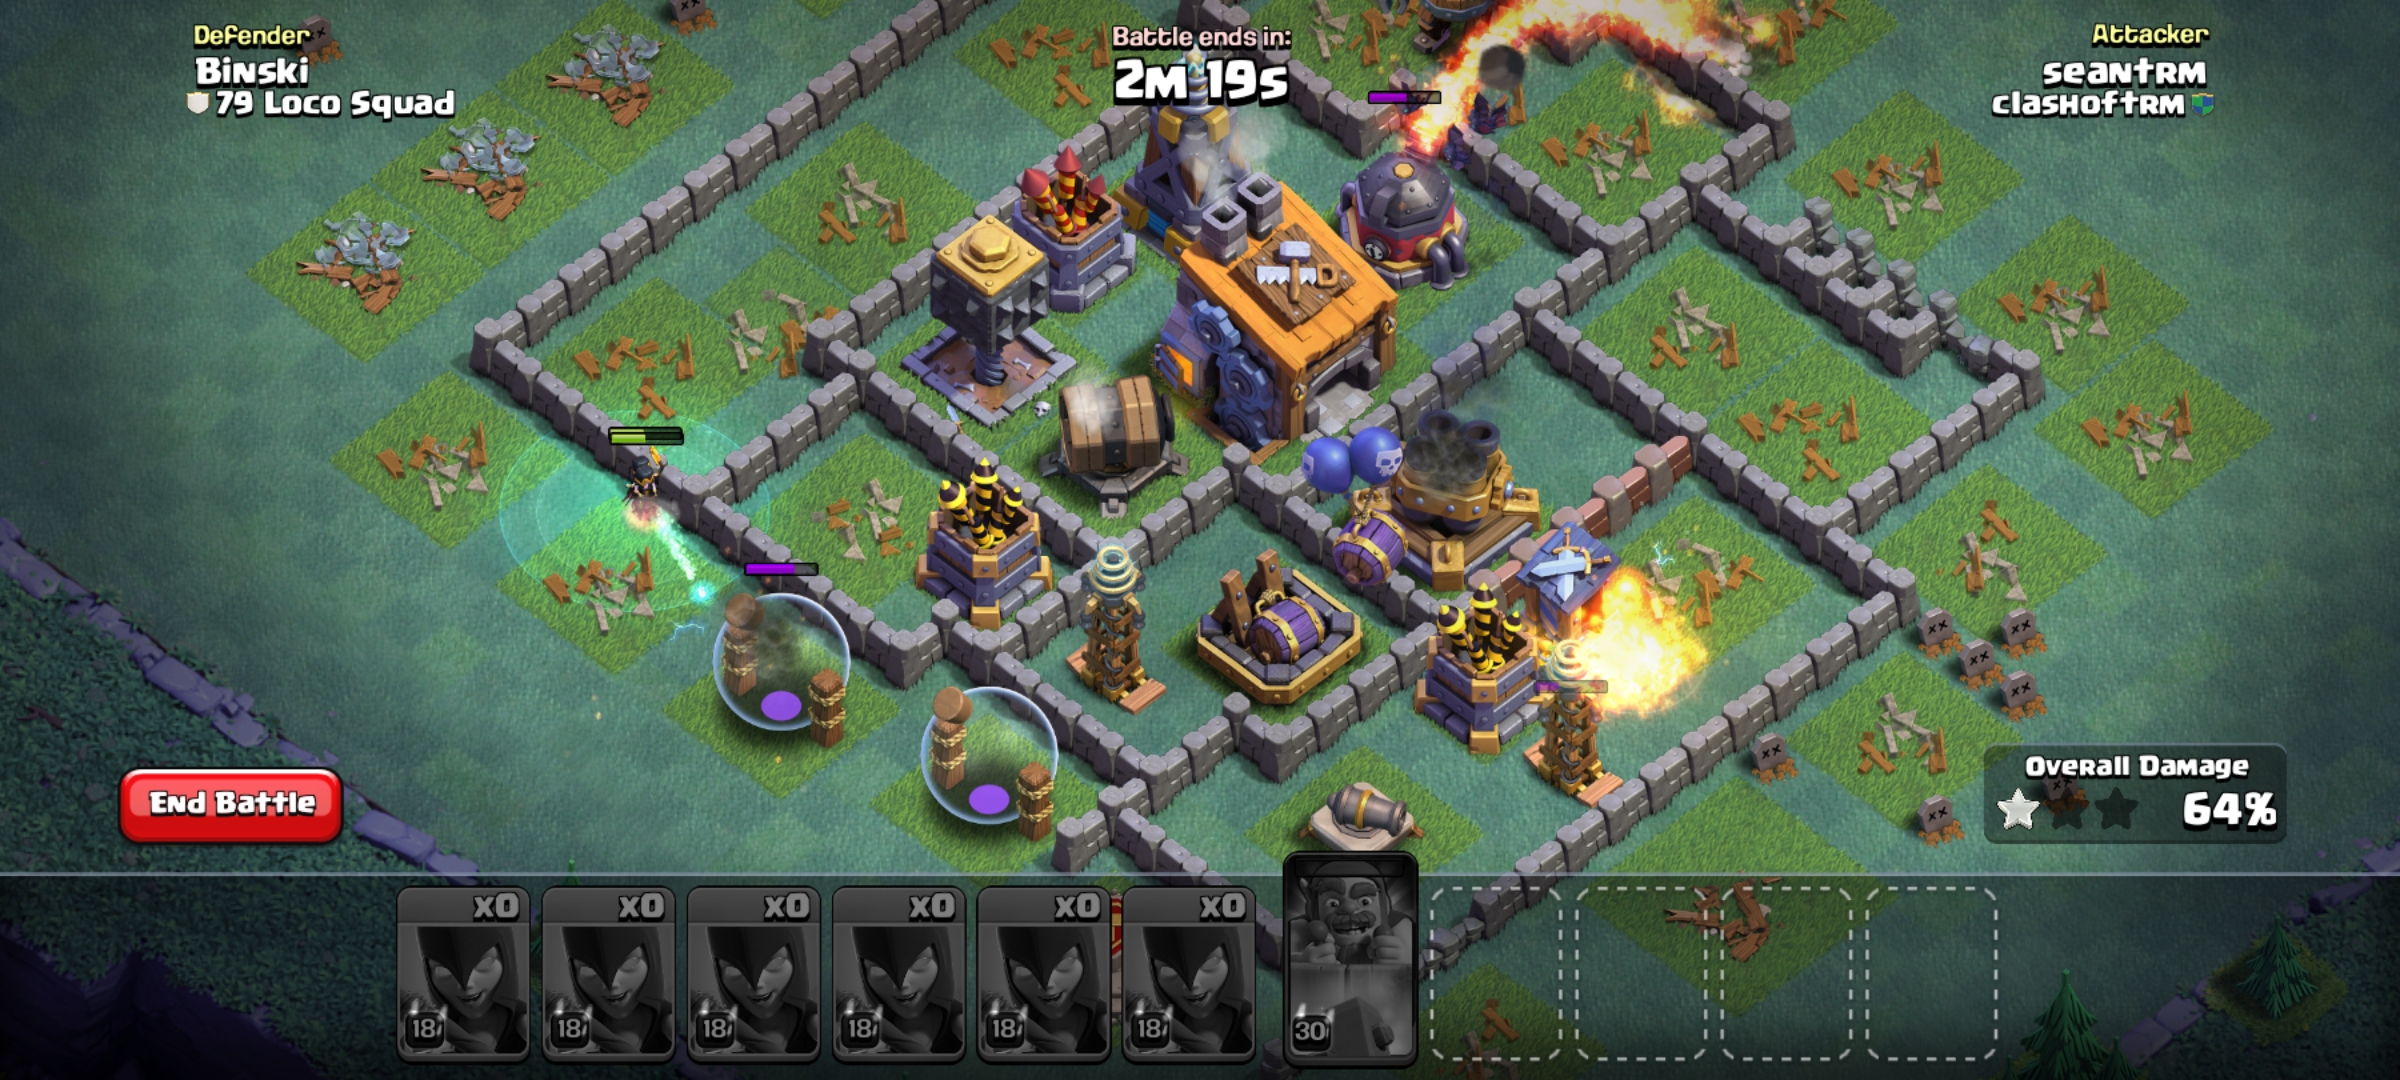 Defender
Binski
79 Loco Squad
Battle ends in:
2M 19s
Attacker
seantRM
clashoftRM
End Battle
Overall Damage
64%
x0
x0
x0
x0
x0
x0
18
18
18
18
18
18
30